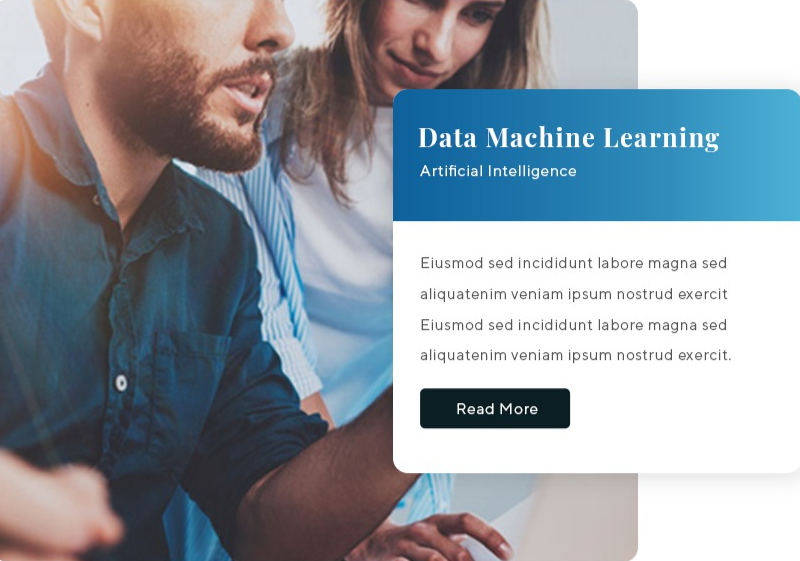 Data Machine Learning
Artificial Intelligence
Eiusmod sed incididunt labore magna sed
aliquatenim veniam ipsum nostrud exercit
Eiusmod sed incididunt labore magna sed
aliquatenim veniam ipsum nostrud exercit.
Read More